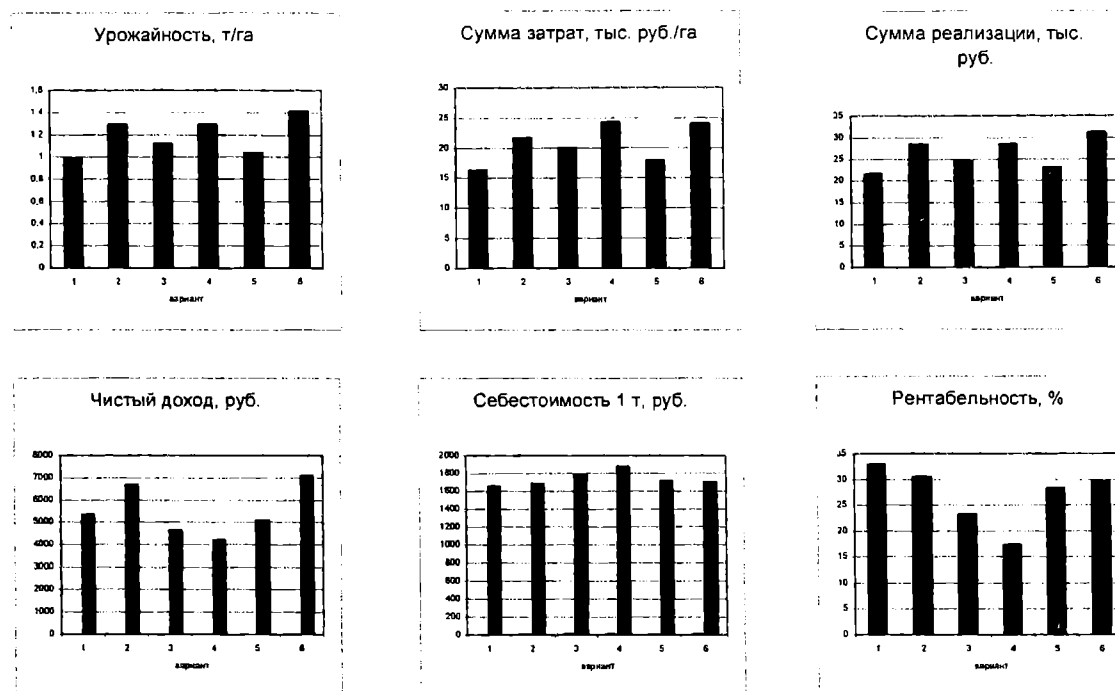 Урожайность, т/га
1,6
1.4
1.2
1
0.8
0,6
0,4
0,2
0
1 2 3 4 5 6
вариант
Сумма затрат, тыс. руб./га
30
25
20
15
10
5
0
1 2 3 4 5 6
вариант
Сумма реализации, тыс.
руб.
35
30
25
20
15
10
5
0
1 2 3 4 5 6
вариант
Чистый доход, руб.
8000
7000
6000
5000
4000
3000
2000
1000
0
1 2 3 4 5 6
вариант
Себестоимость 1 т, руб.
2000
1800
1600
1400
1200
1000
800
600
400
200
0
1 2 3 4 5 6
вариант
Рентабельность, %
35
30
25
20
15
10
5
0
1 2 3 4 5 6
вариант